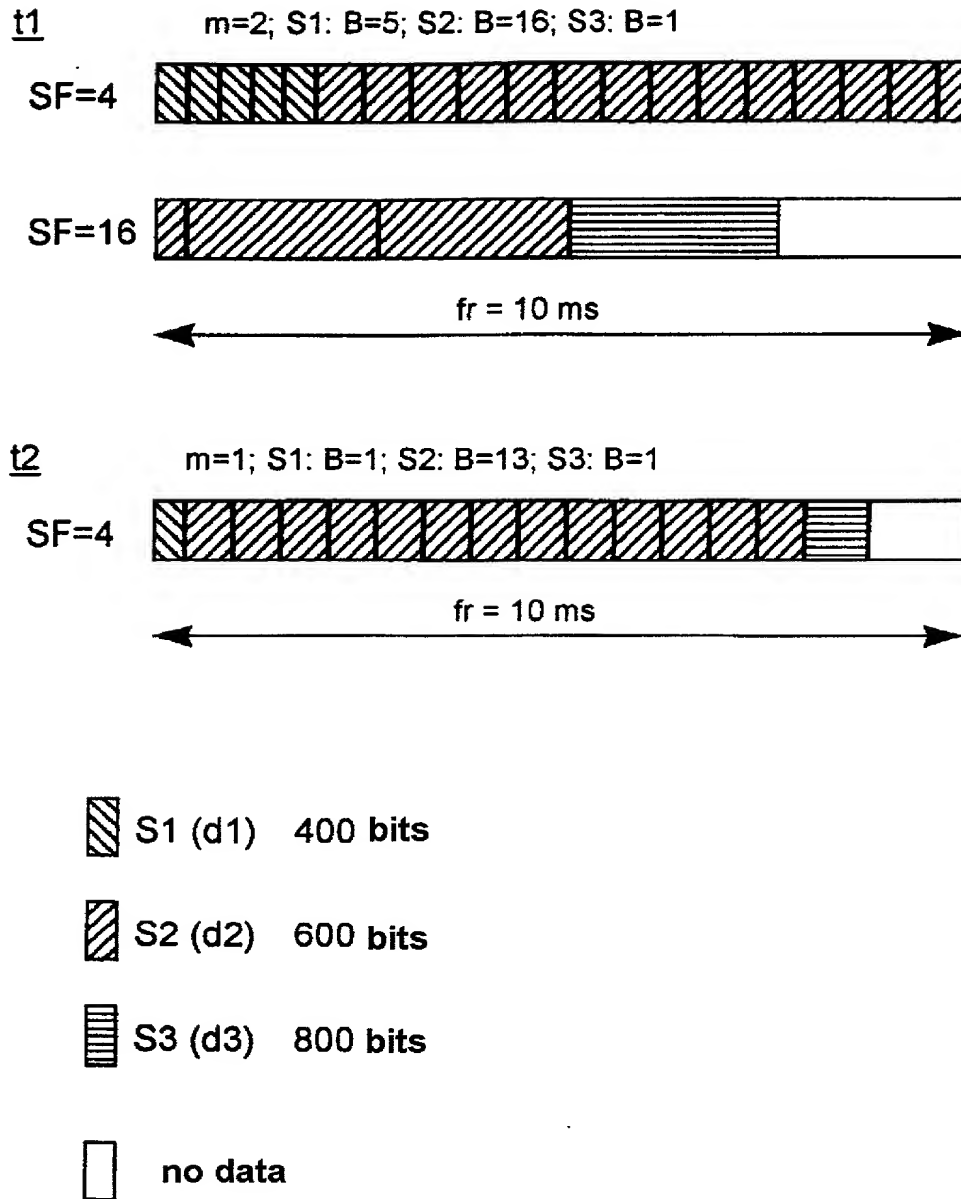 t1 m=2; S1: B=5; S2: B=16; S3: B=1
SF=4
SF=16
fr = 10 ms
t2 m=1; S1: B=1; S2: B=13; S3: B=1
SF=4
fr = 10 ms
S1 (d1) 400 bits
S2 (d2) 600 bits
S3 (d3) 800 bits
no data